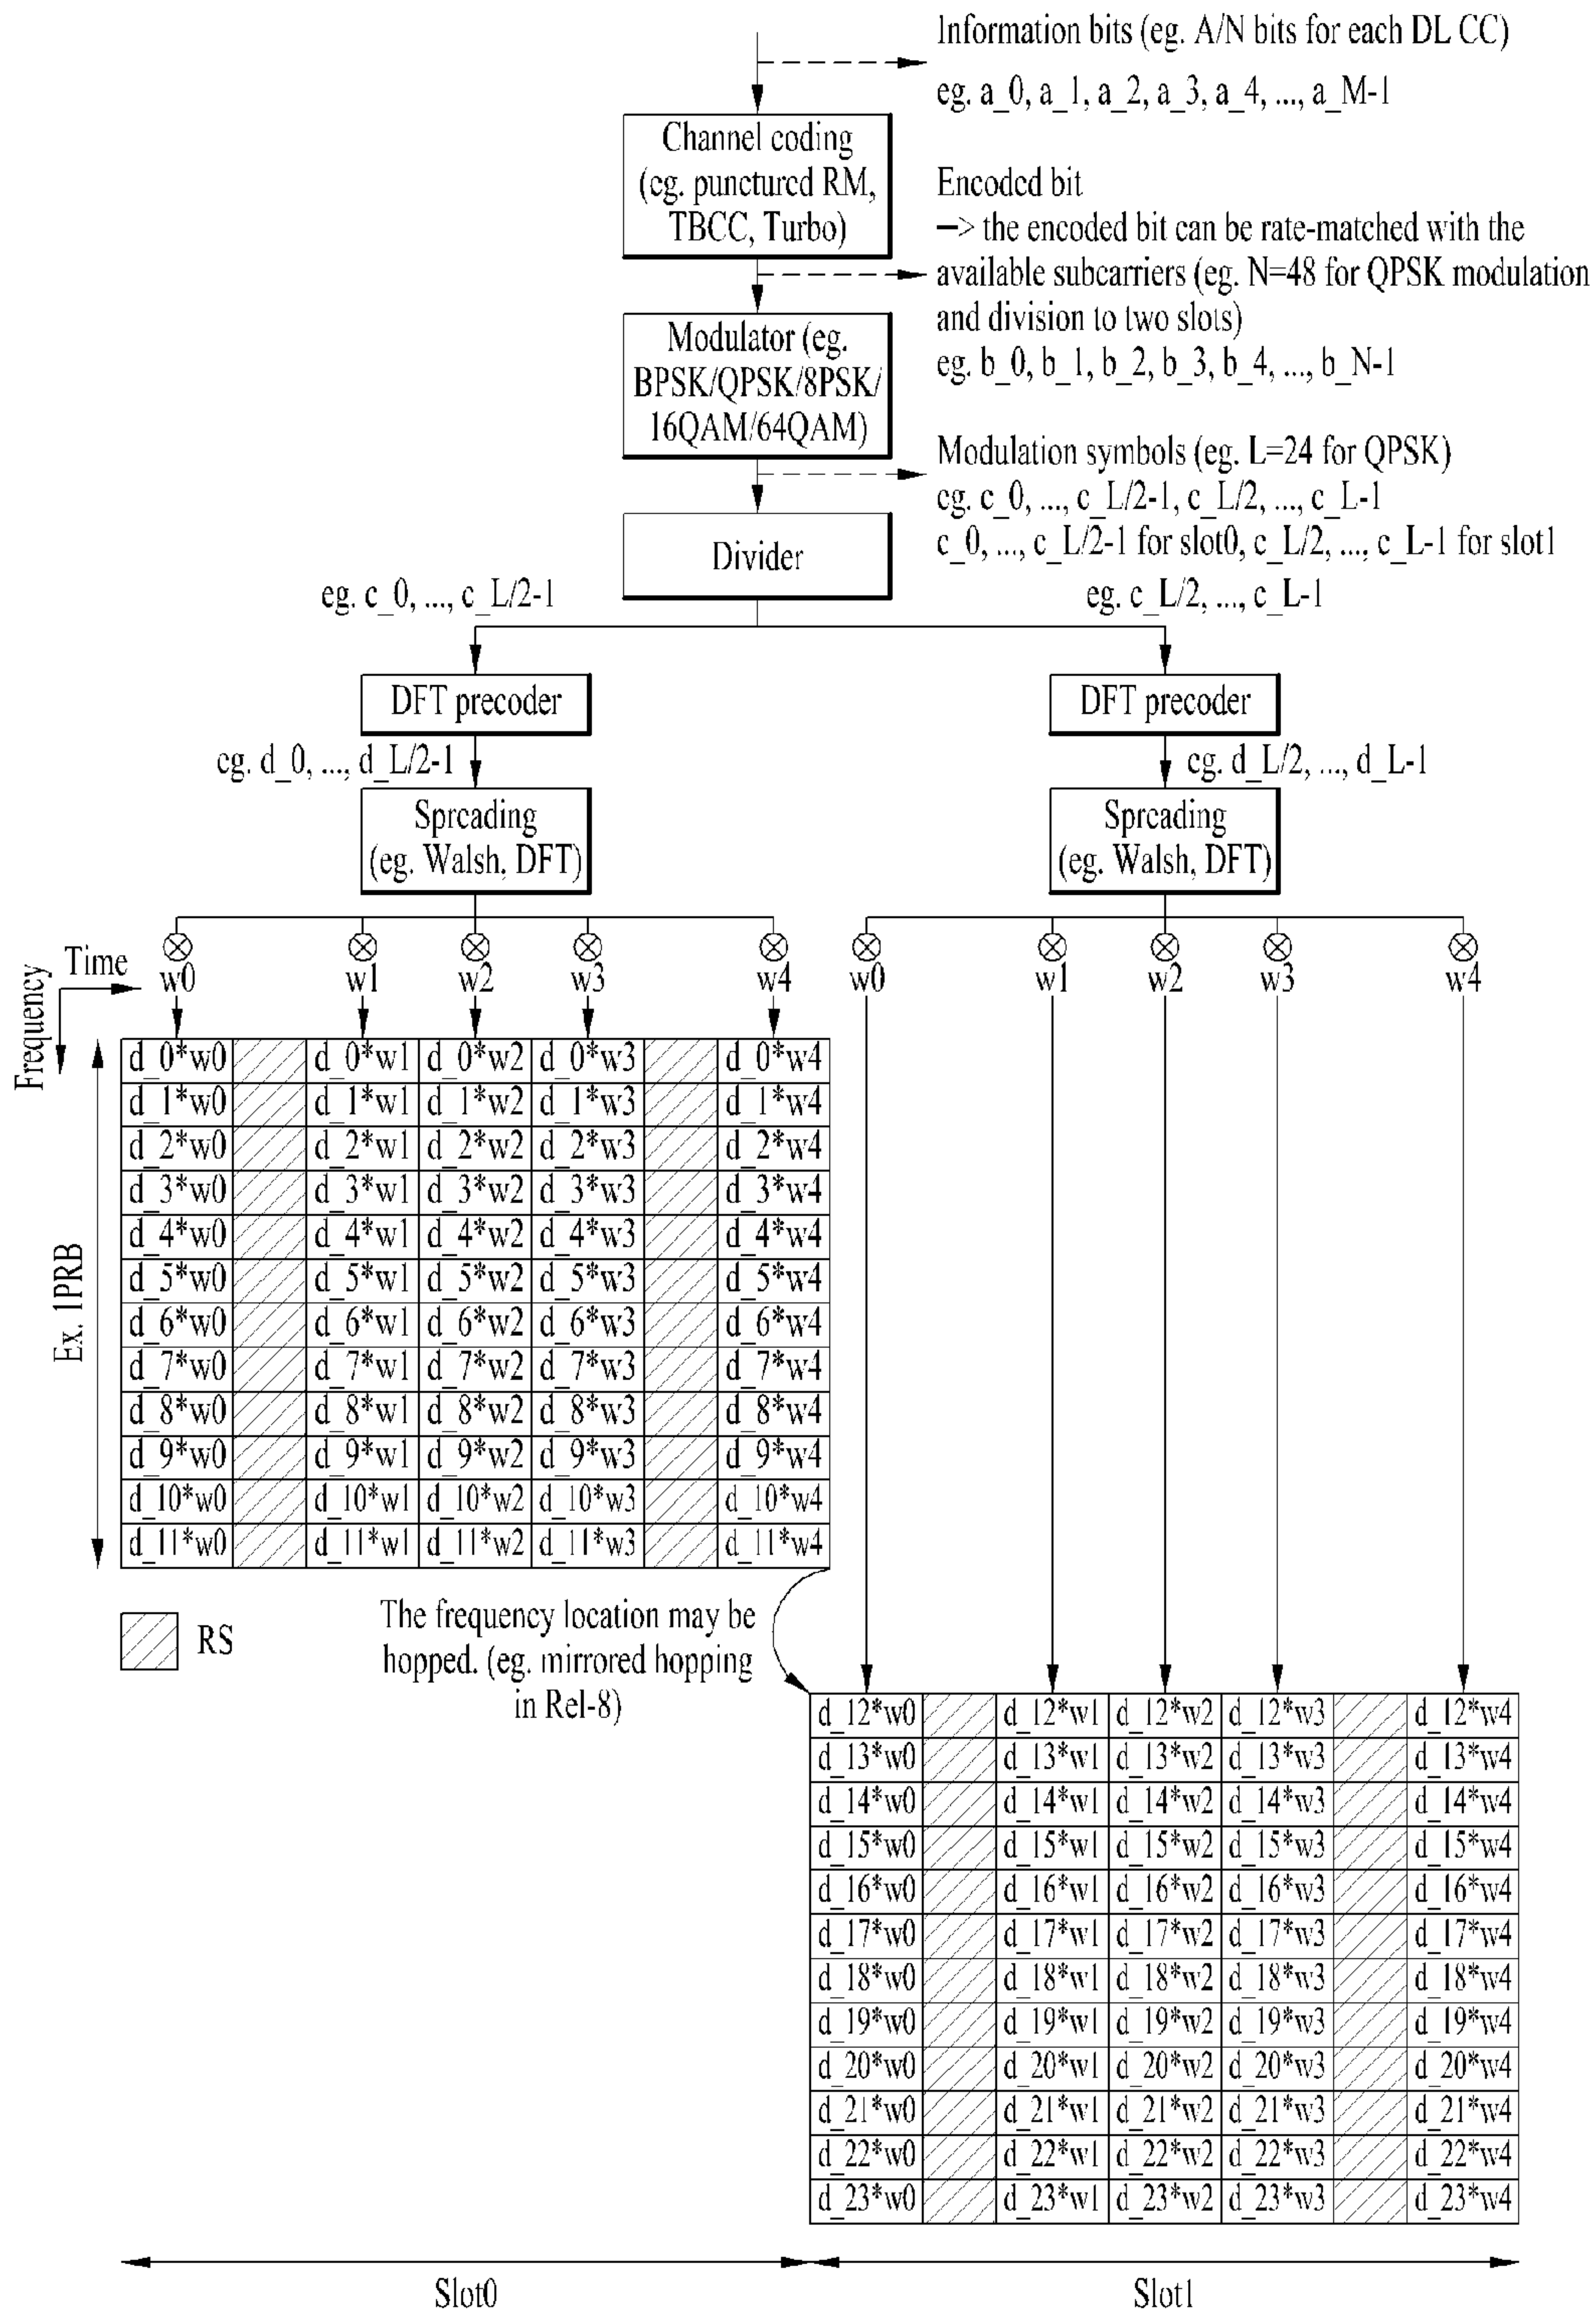 Information bits (eg. A/N bits for each DL CC)
eg. a_0, a_1, a_2, a_3, a_4, ..., a_M-1
Channel coding
(eg. punctured RM,
TBCC, Turbo)
Encoded bit
–> the encoded bit can be rate-matched with the
available subcarriers (eg. N=48 for QPSK modulation
and division to two slots)
eg. b_0, b_1, b_2, b_3, b_4, ..., b_N-1
Modulator (eg.
BPSK/QPSK/8PSK/
16QAM/64QAM)
Modulation symbols (eg. L=24 for QPSK)
eg. c_0, ..., c_L/2-1, c_L/2, ..., c_L-1
c_0, ..., c_L/2-1 for slot0, c_L/2, ..., c_L-1 for slot1
Divider
eg. c_0, ..., c_L/2-1
eg. c_L/2, ..., c_L-1
DFT precoder
DFT precoder
eg. d_0, ..., d_L/2-1
eg. d_L/2, ..., d_L-1
Spreading
(eg. Walsh, DFT)
Spreading
(eg. Walsh, DFT)
Time
Frequency
w0 w1 w2 w3 w4 w0 w1 w2 w3 w4
Ex. 1PRB
d_0*w0 d_0*w1 d_0*w2 d_0*w3 d_0*w4
d_1*w0 d_1*w1 d_1*w2 d_1*w3 d_1*w4
d_2*w0 d_2*w1 d_2*w2 d_2*w3 d_2*w4
d_3*w0 d_3*w1 d_3*w2 d_3*w3 d_3*w4
d_4*w0 d_4*w1 d_4*w2 d_4*w3 d_4*w4
d_5*w0 d_5*w1 d_5*w2 d_5*w3 d_5*w4
d_6*w0 d_6*w1 d_6*w2 d_6*w3 d_6*w4
d_7*w0 d_7*w1 d_7*w2 d_7*w3 d_7*w4
d_8*w0 d_8*w1 d_8*w2 d_8*w3 d_8*w4
d_9*w0 d_9*w1 d_9*w2 d_9*w3 d_9*w4
d_10*w0 d_10*w1 d_10*w2 d_10*w3 d_10*w4
d_11*w0 d_11*w1 d_11*w2 d_11*w3 d_11*w4
RS
The frequency location may be
hopped. (eg. mirrored hopping
in Rel-8)
d_12*w0 d_12*w1 d_12*w2 d_12*w3 d_12*w4
d_13*w0 d_13*w1 d_13*w2 d_13*w3 d_13*w4
d_14*w0 d_14*w1 d_14*w2 d_14*w3 d_14*w4
d_15*w0 d_15*w1 d_15*w2 d_15*w3 d_15*w4
d_16*w0 d_16*w1 d_16*w2 d_16*w3 d_16*w4
d_17*w0 d_17*w1 d_17*w2 d_17*w3 d_17*w4
d_18*w0 d_18*w1 d_18*w2 d_18*w3 d_18*w4
d_19*w0 d_19*w1 d_19*w2 d_19*w3 d_19*w4
d_20*w0 d_20*w1 d_20*w2 d_20*w3 d_20*w4
d_21*w0 d_21*w1 d_21*w2 d_21*w3 d_21*w4
d_22*w0 d_22*w1 d_22*w2 d_22*w3 d_22*w4
d_23*w0 d_23*w1 d_23*w2 d_23*w3 d_23*w4
Slot0
Slot1